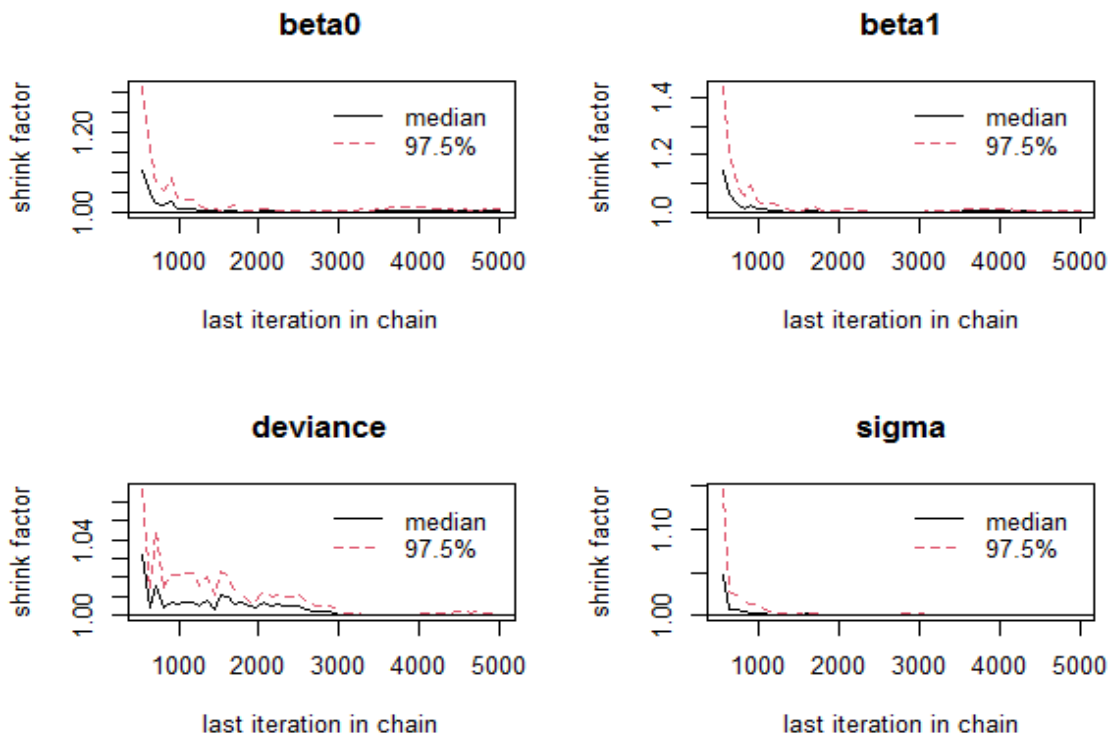 beta0
shrink factor
1.00 1.20
median
97.5%
1000 2000 3000 4000 5000
last iteration in chain
beta1
shrink factor
1.0 1.2 1.4
median
97.5%
1000 2000 3000 4000 5000
last iteration in chain
deviance
shrink factor
1.00 1.04
median
97.5%
1000 2000 3000 4000 5000
last iteration in chain
sigma
shrink factor
1.00 1.10
median
97.5%
1000 2000 3000 4000 5000
last iteration in chain